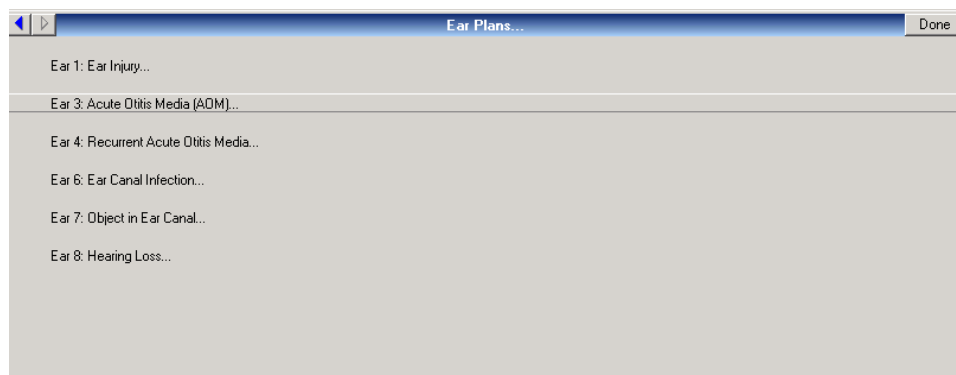 Ear Plans...
Done
Ear 1: Ear Injury...
Ear 3: Acute Otitis Media (AOM)...
Ear 4: Recurrent Acute Otitis Media...
Ear 6: Ear Canal Infection...
Ear 7: Object in Ear Canal...
Ear 8: Hearing Loss...